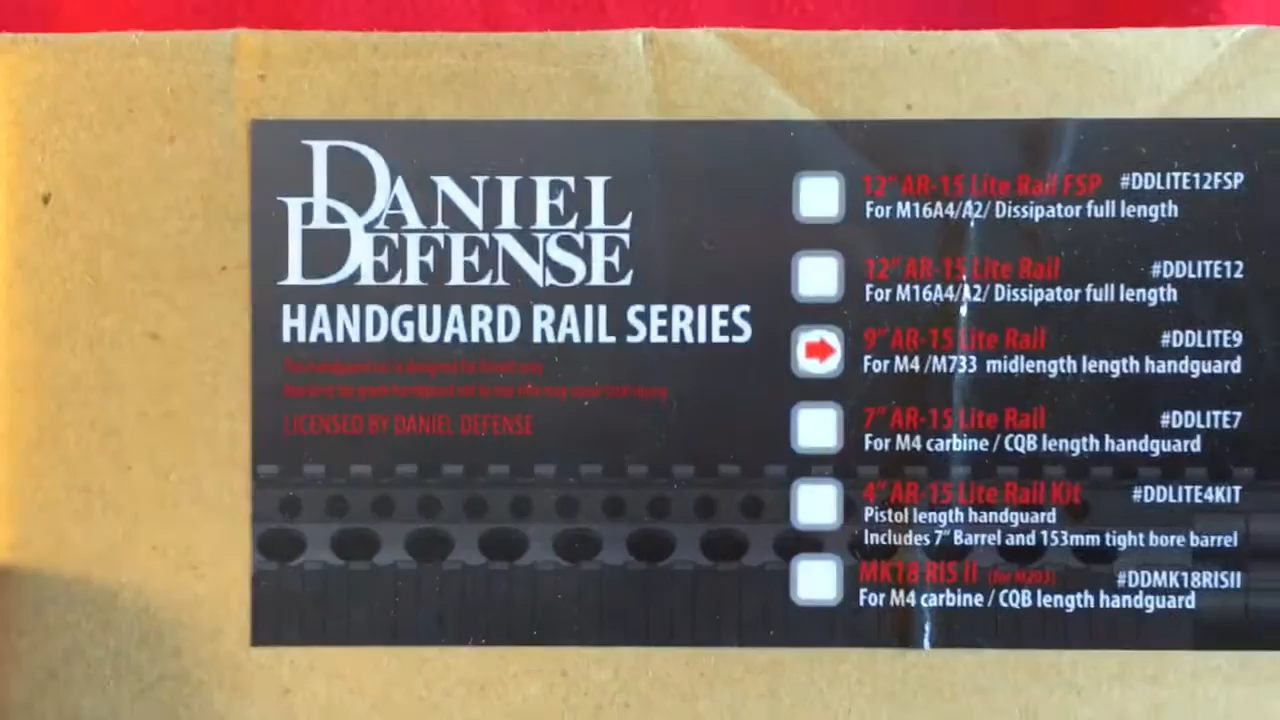 DANIEL
DEFENSE
HANDGUARD RAIL SERIES
LICENSED BY DANIEL DEFENSE
12" AR-15 Lite Rail FSP #DDLITE12FSP
For M16A4/A2/ Dissipator full length
12" AR-15 Lite Rail #DDLITE12
For M16A4/A2/ Dissipator full length
9" AR-15 Lite Rail #DDLITE9
For M4 /M733 midlength length handguard
7" AR-15 Lite Rail #DDLITE7
For M4 carbine / CQB length handguard
4" AR-15 Lite Rail Kit #DDLITE4KIT
Pistol length handguard
Includes 7" Barrel and 153mm tight bore barrel
MK18 RIS II (for M203) #DDMK18RISII
For M4 carbine / CQB length handguard